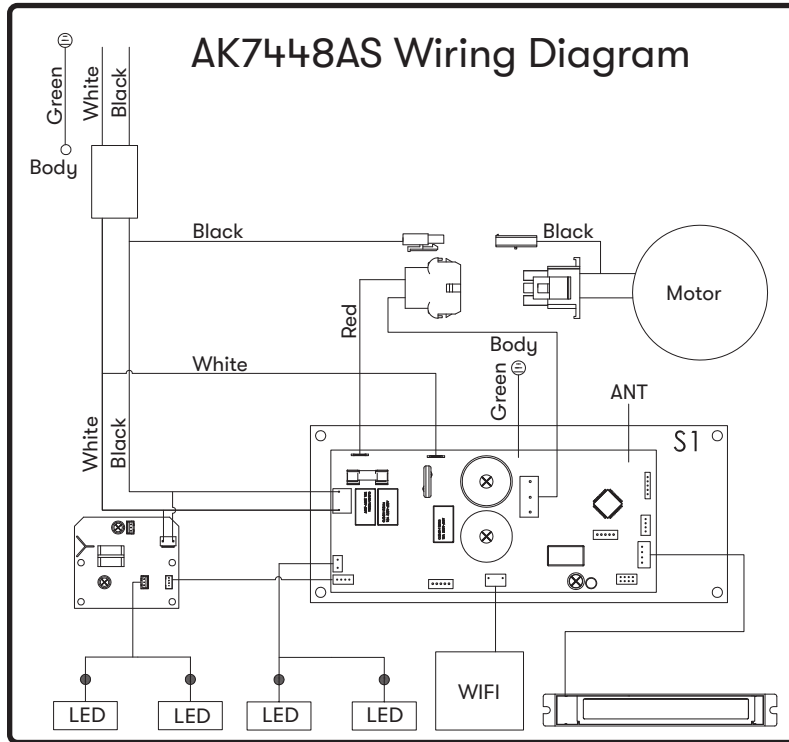 AK7448AS Wiring Diagram
Green
White
Black
Body
Black
Black
Motor
Red
White
Body
Green
ANT
White
Black
S1
LED
LED
LED
LED
WIFI